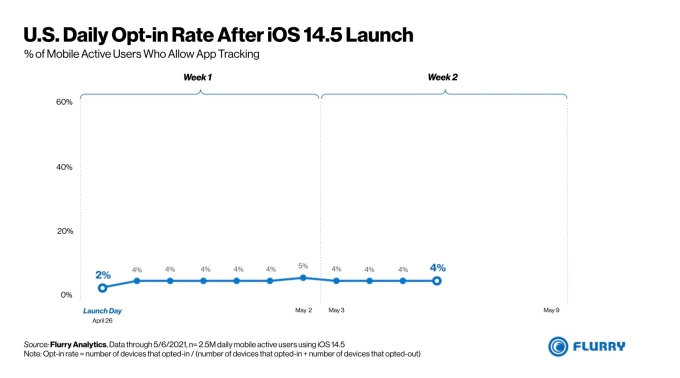 U.S. Daily Opt-in Rate After iOS 14.5 Launch
% of Mobile Active Users Who Allow App Tracking
Week 1
Week 2
60%
40%
20%
0%
2%
4%
4%
4%
4%
4%
5%
4%
4%
4%
4%
Launch Day
April 26
May 2
May 3
May 9
Source: Flurry Analytics, Data through 5/6/2021, n= 2.5M daily mobile active users using iOS 14.5
Note: Opt-in rate = number of devices that opted-in / (number of devices that opted-in + number of devices that opted-out)
FLURRY